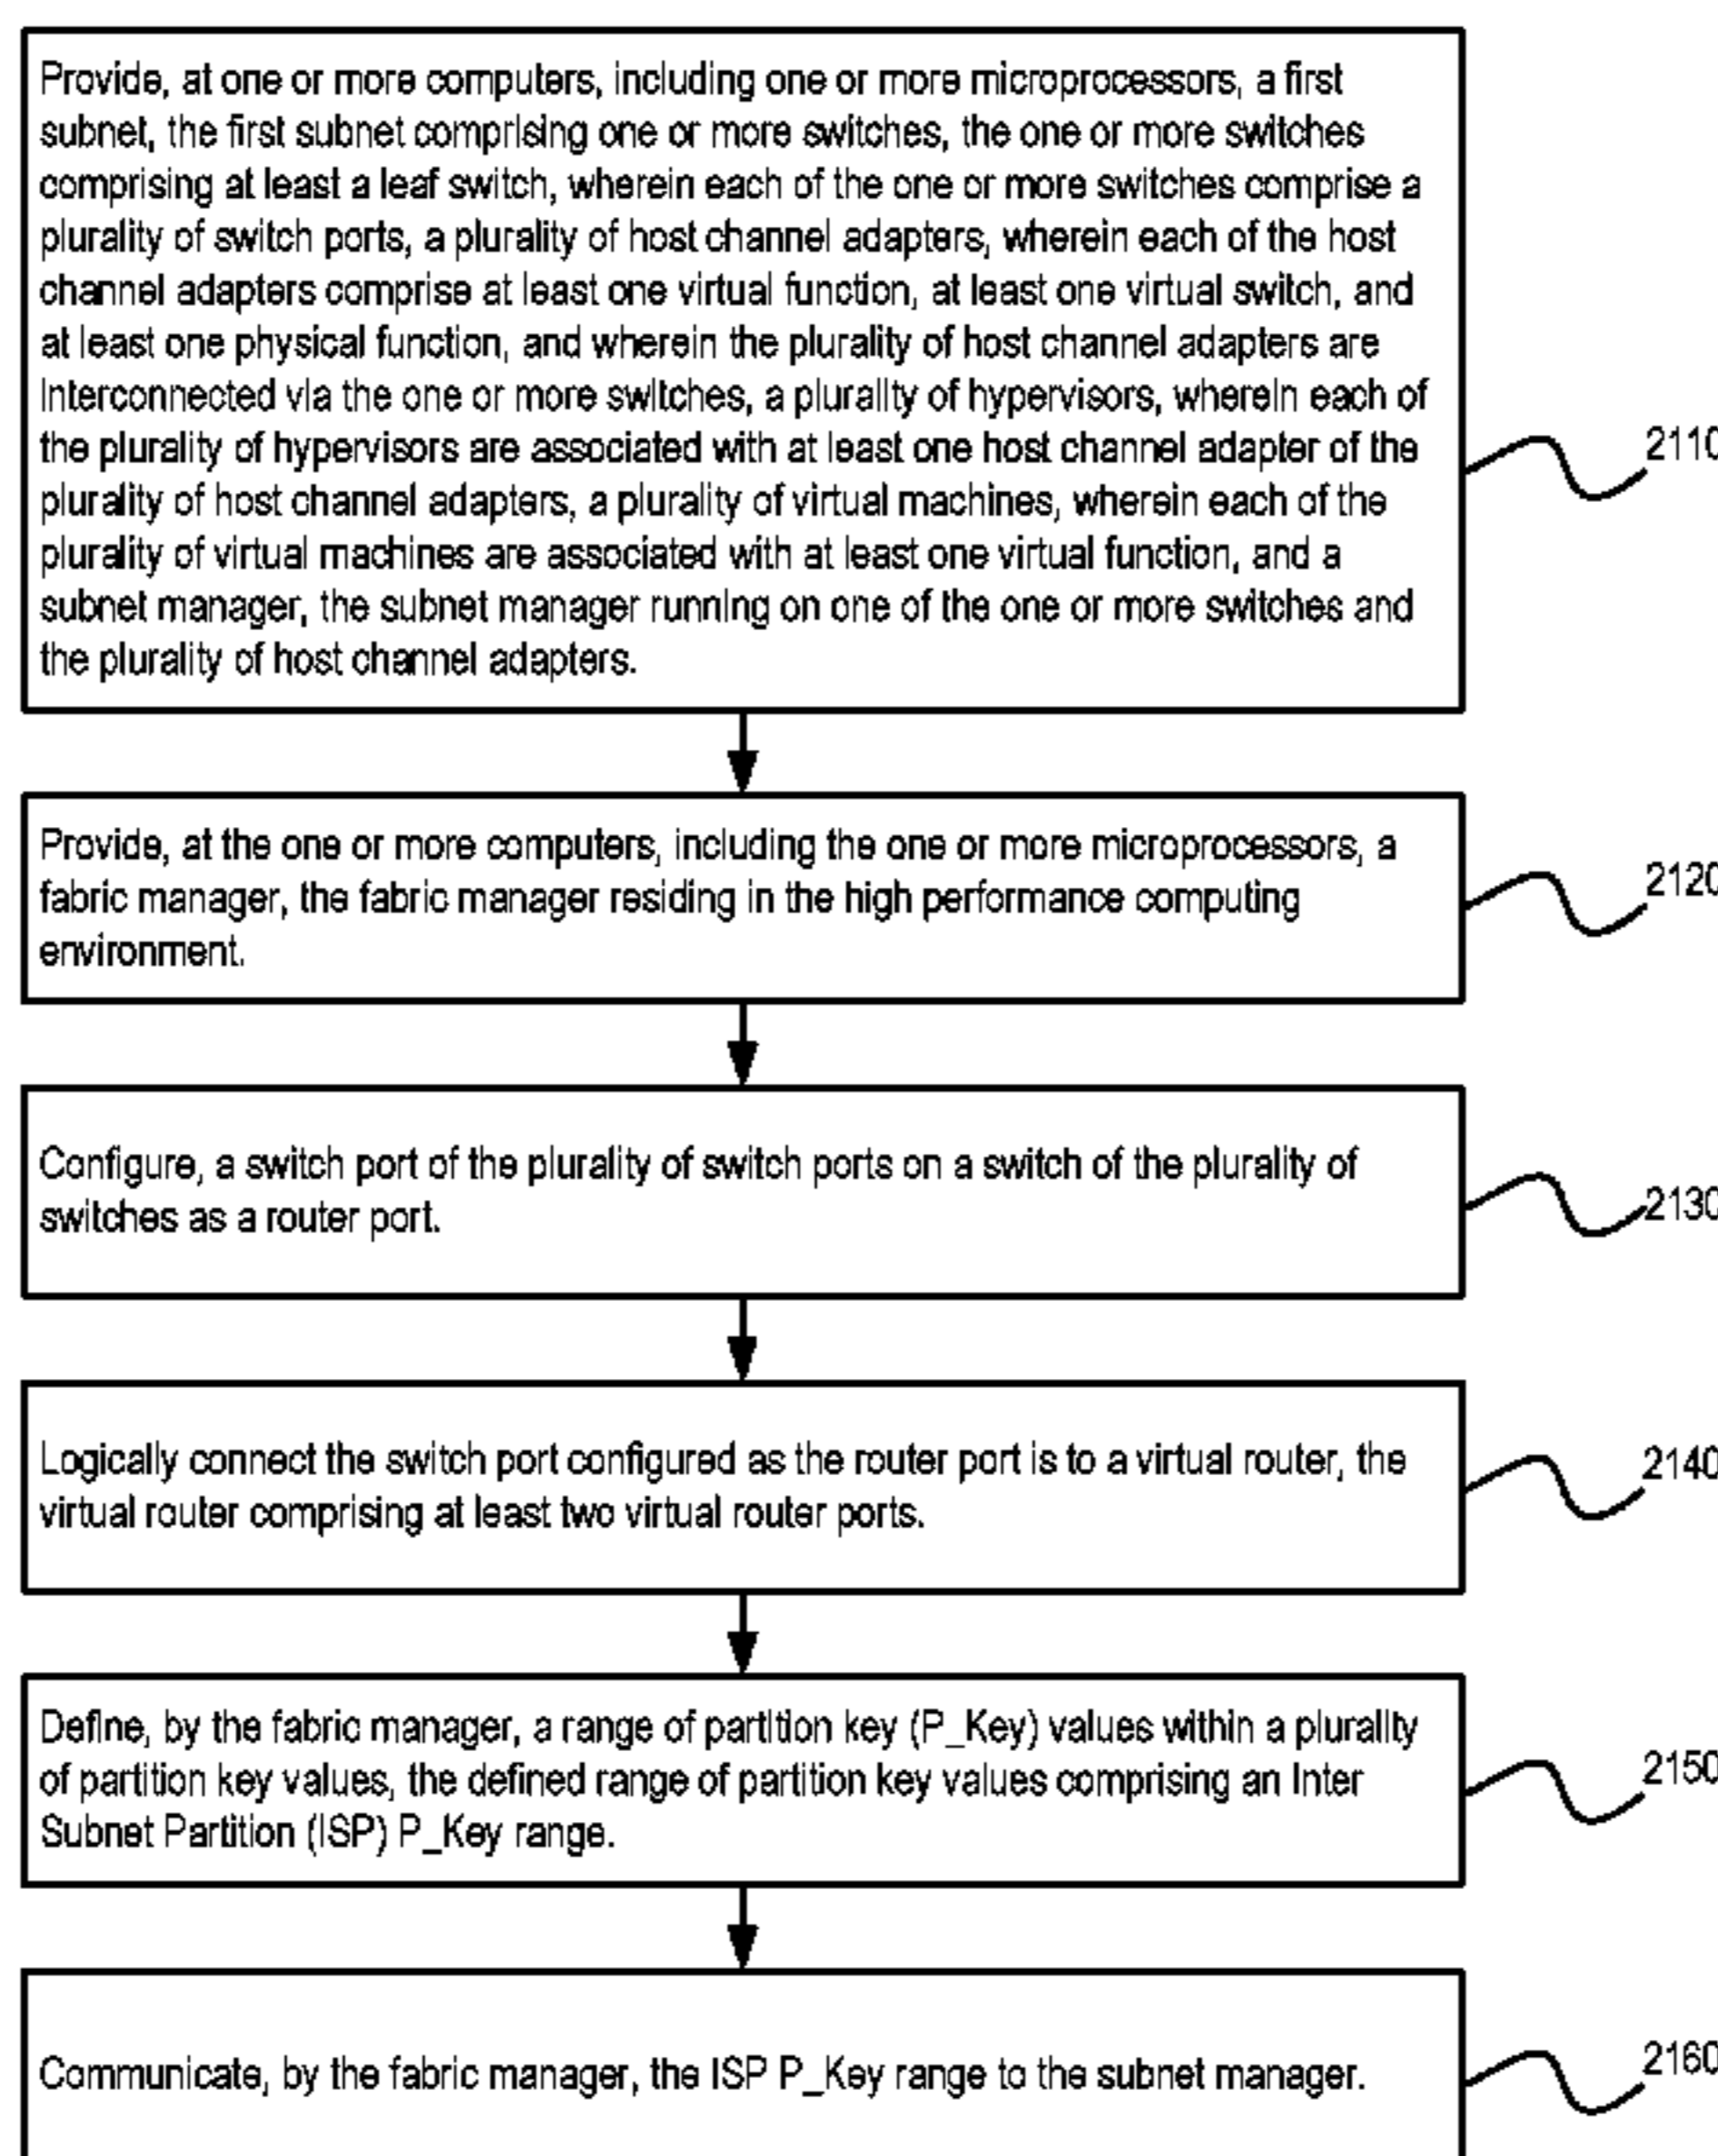 Provide, at one or more computers, including one or more microprocessors, a first
subnet, the first subnet comprising one or more switches, the one or more switches
comprising at least a leaf switch, wherein each of the one or more switches comprise a
plurality of switch ports, a plurality of host channel adapters, wherein each of the host
channel adapters comprise at least one virtual function, at least one virtual switch, and
at least one physical function, and wherein the plurality of host channel adapters are
interconnected via the one or more switches, a plurality of hypervisors, wherein each of
the plurality of hypervisors are associated with at least one host channel adapter of the
plurality of host channel adapters, a plurality of virtual machines, wherein each of the
plurality of virtual machines are associated with at least one virtual function, and a
subnet manager, the subnet manager running on one of the one or more switches and
the plurality of host channel adapters.
2110
Provide, at the one or more computers, including the one or more microprocessors, a
fabric manager, the fabric manager residing in the high performance computing
environment.
2120
Configure, a switch port of the plurality of switch ports on a switch of the plurality of
switches as a router port.
2130
Logically connect the switch port configured as the router port is to a virtual router, the
virtual router comprising at least two virtual router ports.
2140
Define, by the fabric manager, a range of partition key (P_Key) values within a plurality
of partition key values, the defined range of partition key values comprising an Inter
Subnet Partition (ISP) P_Key range.
2150
Communicate, by the fabric manager, the ISP P_Key range to the subnet manager.
2160